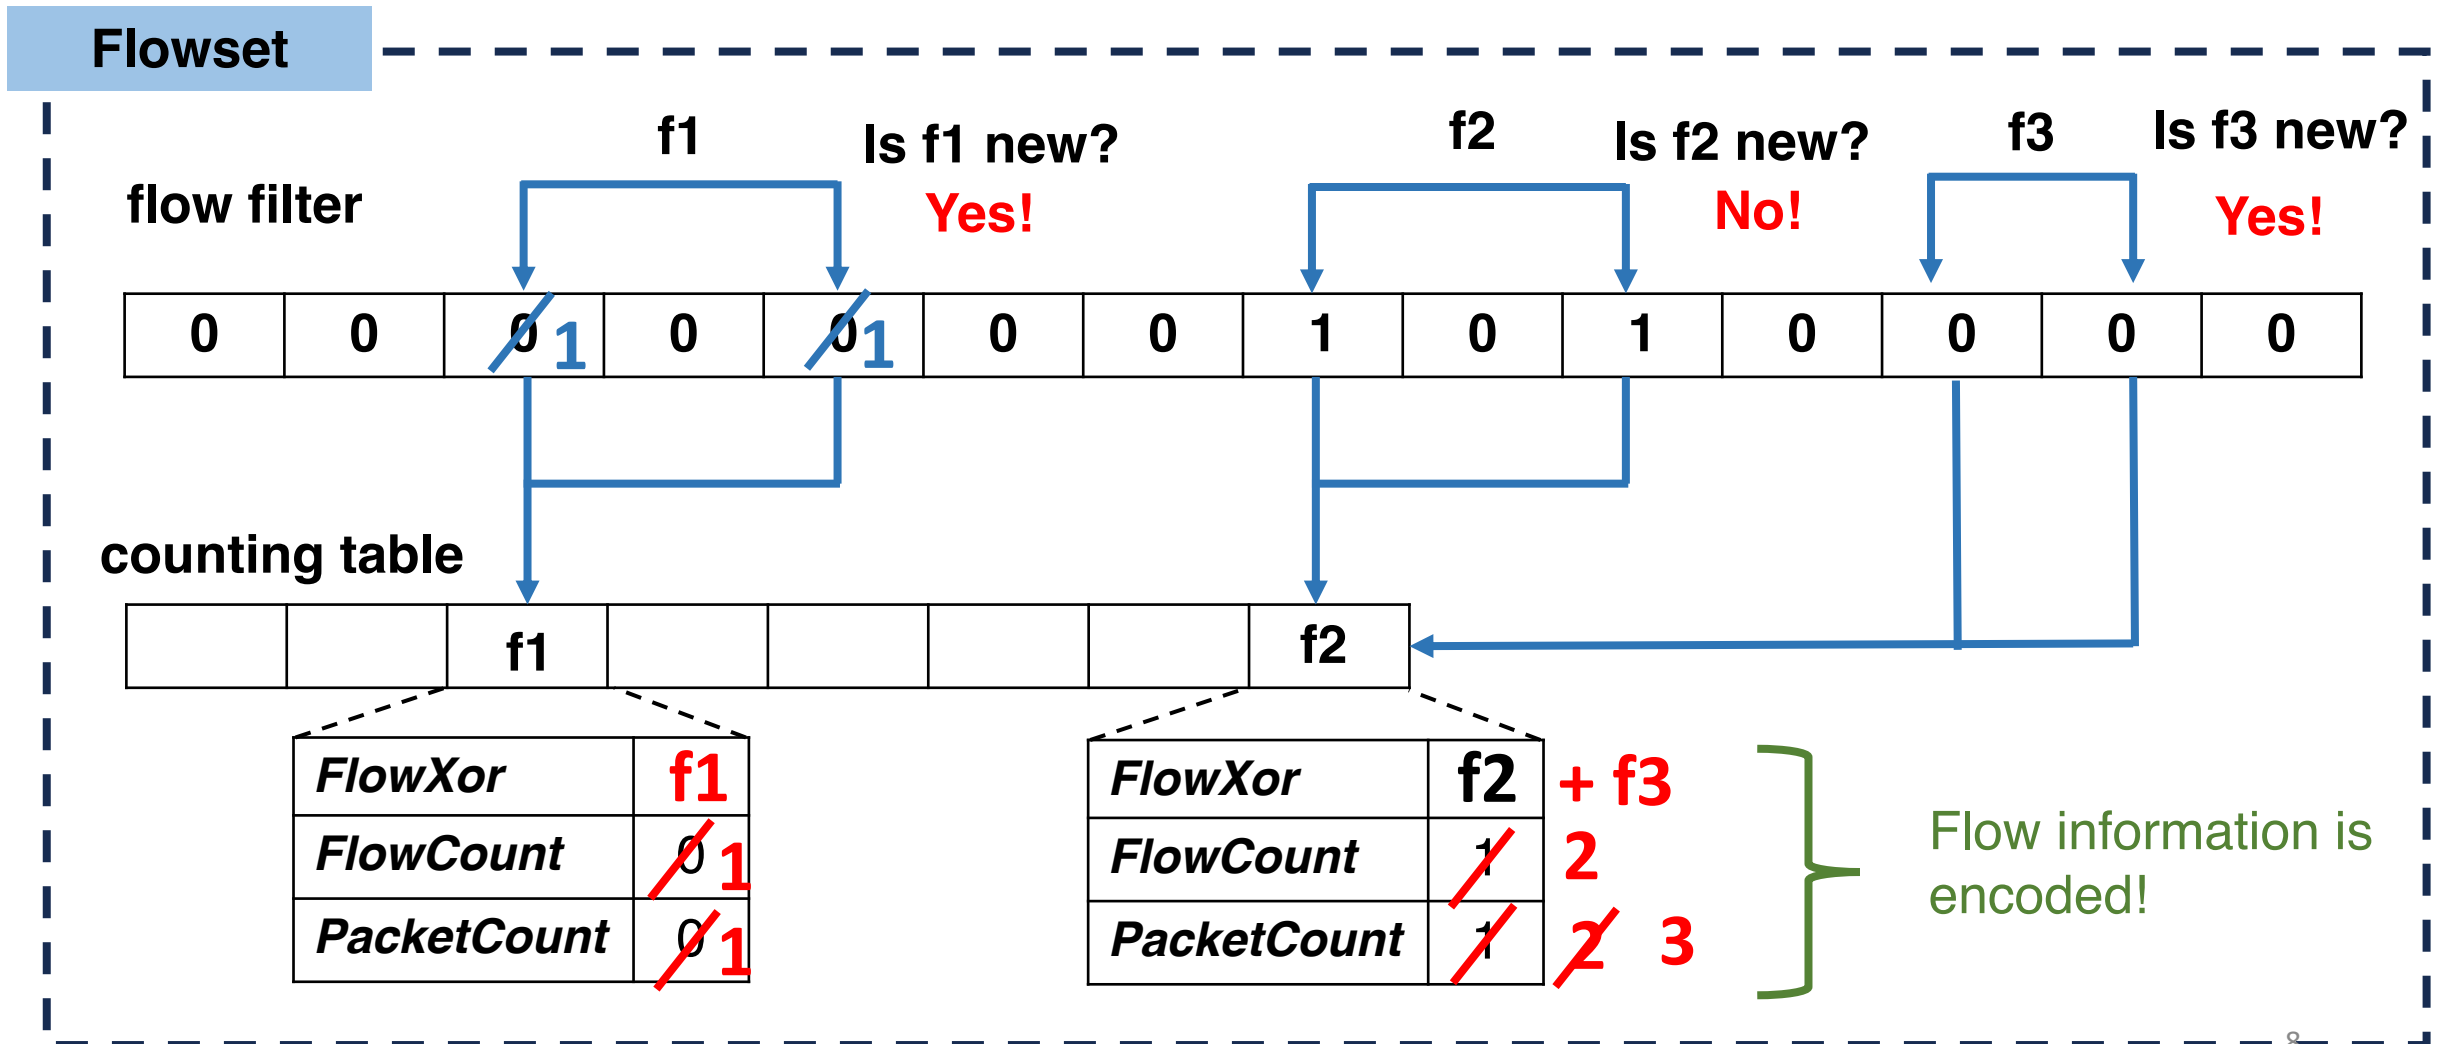 Flowset
f1 Is f1 new? f2 Is f2 new? f3 Is f3 new?
flow filter Yes! No! Yes!
0 0 0 1 0 0 1 0 0 1 0 1 0 0 0 0
counting table
f1 f2
FlowXor f1
FlowCount 0 1
PacketCount 0 1
FlowXor f2 + f3
FlowCount 1 2
PacketCount 1 2 3
Flow information is
encoded!
8